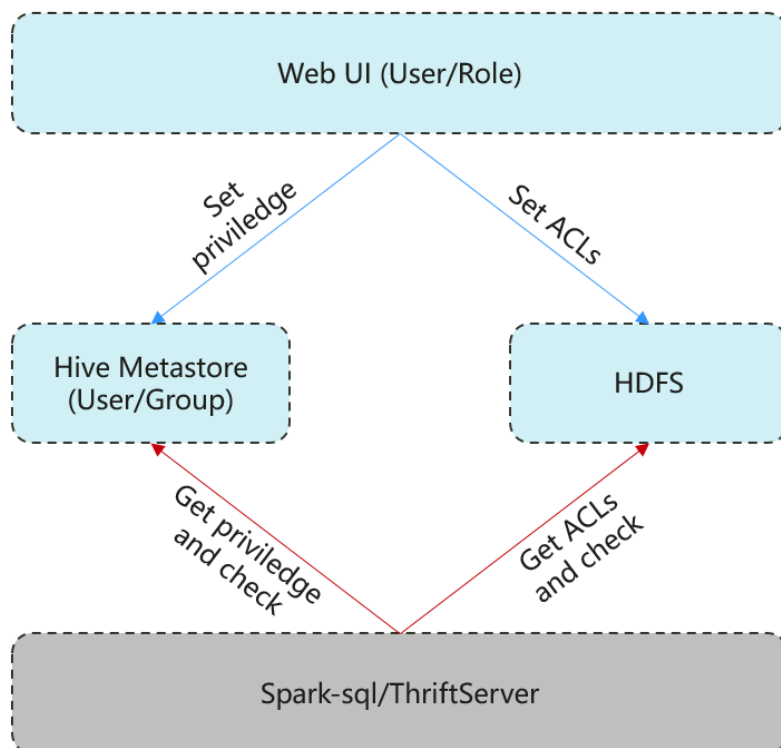 Web UI (User/Role)
Set
priviledge
Set ACLs
Hive Metastore
(User/Group)
HDFS
Get priviledge
and check
Get ACLs
and check
Spark-sql/ThriftServer